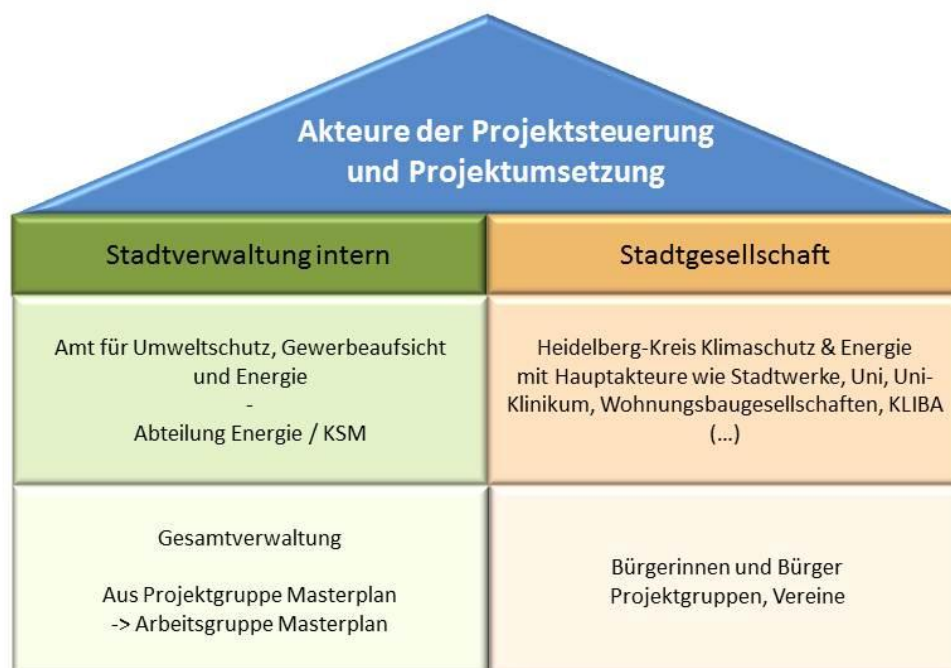 Akteure der Projektsteuerung
und Projektumsetzung
Stadtverwaltung intern
Stadtgesellschaft
Amt für Umweltschutz, Gewerbeaufsicht
und Energie
-
Abteilung Energie / KSM
Heidelberg-Kreis Klimaschutz & Energie
mit Hauptakteure wie Stadtwerke, Uni, Uni-
Klinikum, Wohnungsbaugesellschaften, KLIBA
(...)
Gesamtverwaltung
Aus Projektgruppe Masterplan
-> Arbeitsgruppe Masterplan
Bürgerinnen und Bürger
Projektgruppen, Vereine